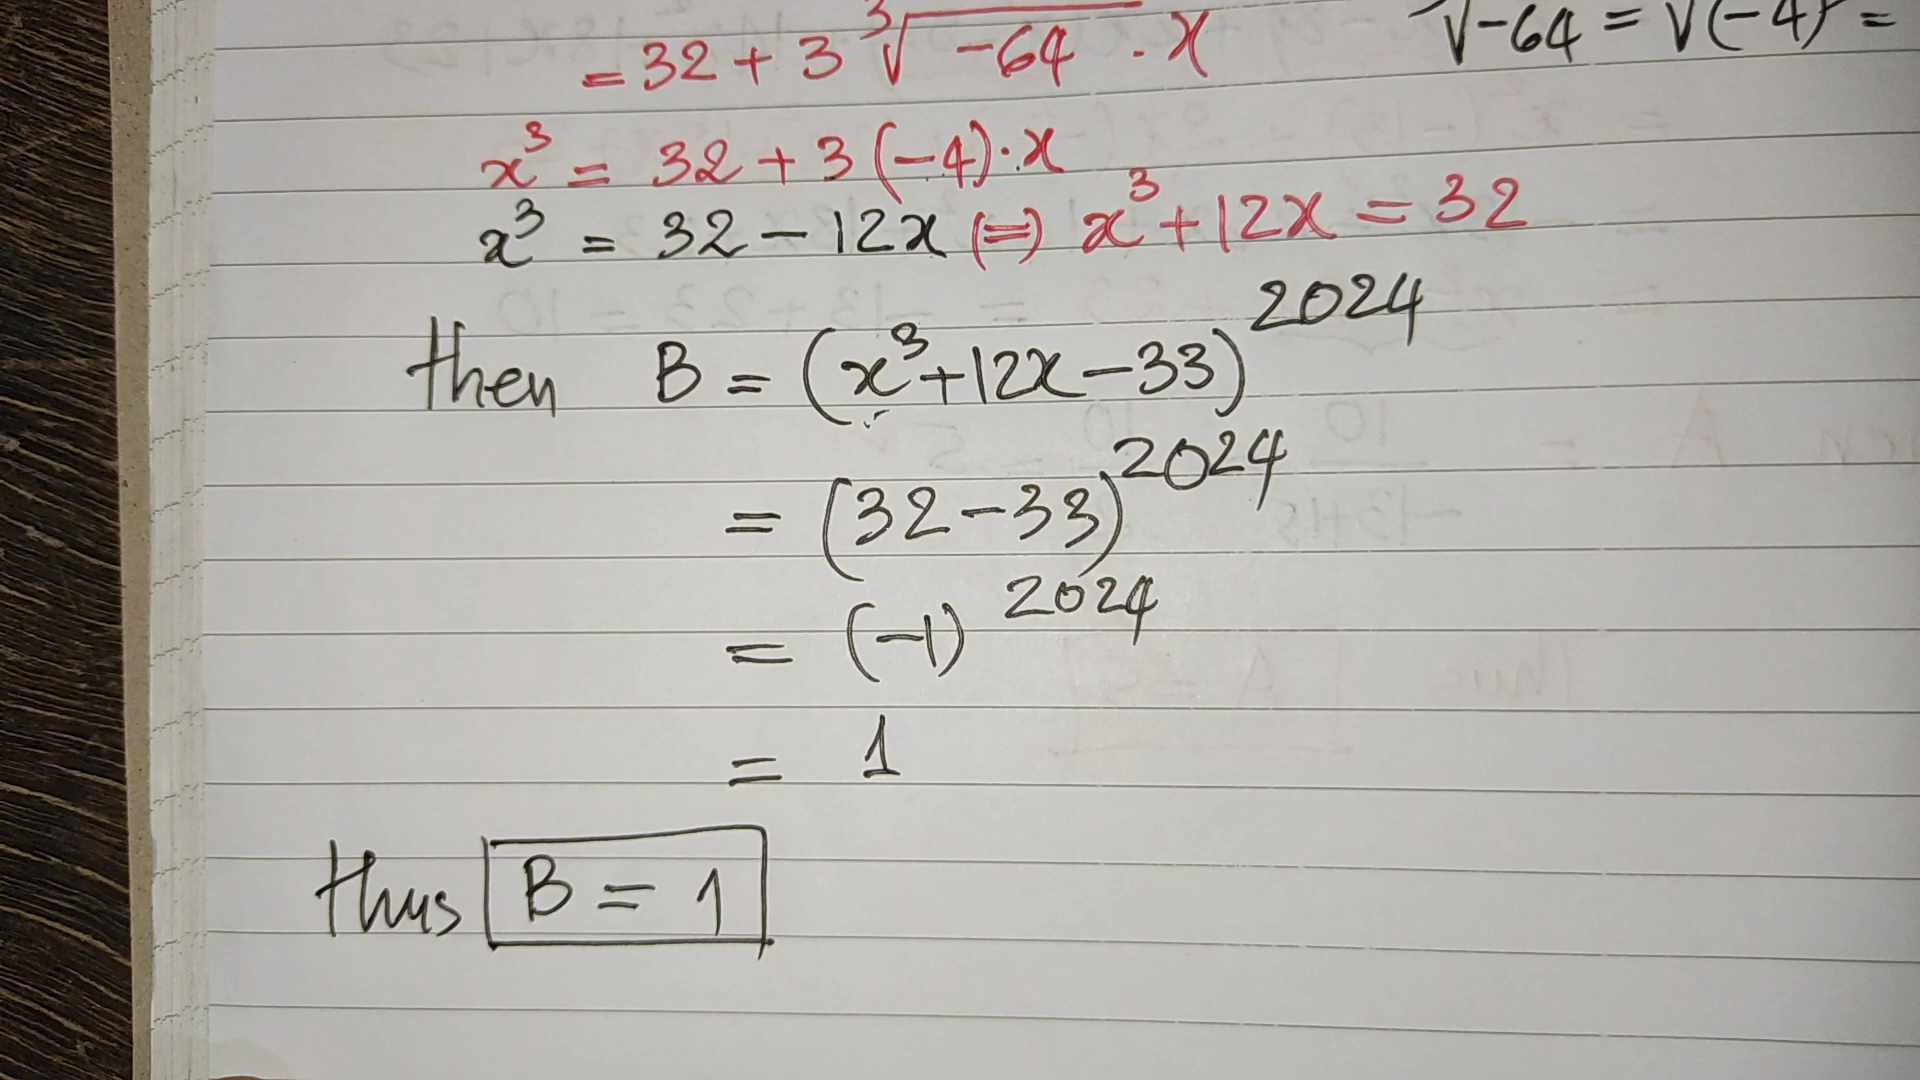 = 32 + 3 ∛-64 · x
√-64 = √(-4) =
x³ = 32 + 3 (-4)·x
x³ = 32 - 12x (=) x³ + 12x = 32
then B = (x³+12x-33)²⁰²⁴
= (32-33)²⁰²⁴
= (-1)²⁰²⁴
= 1
thus B = 1